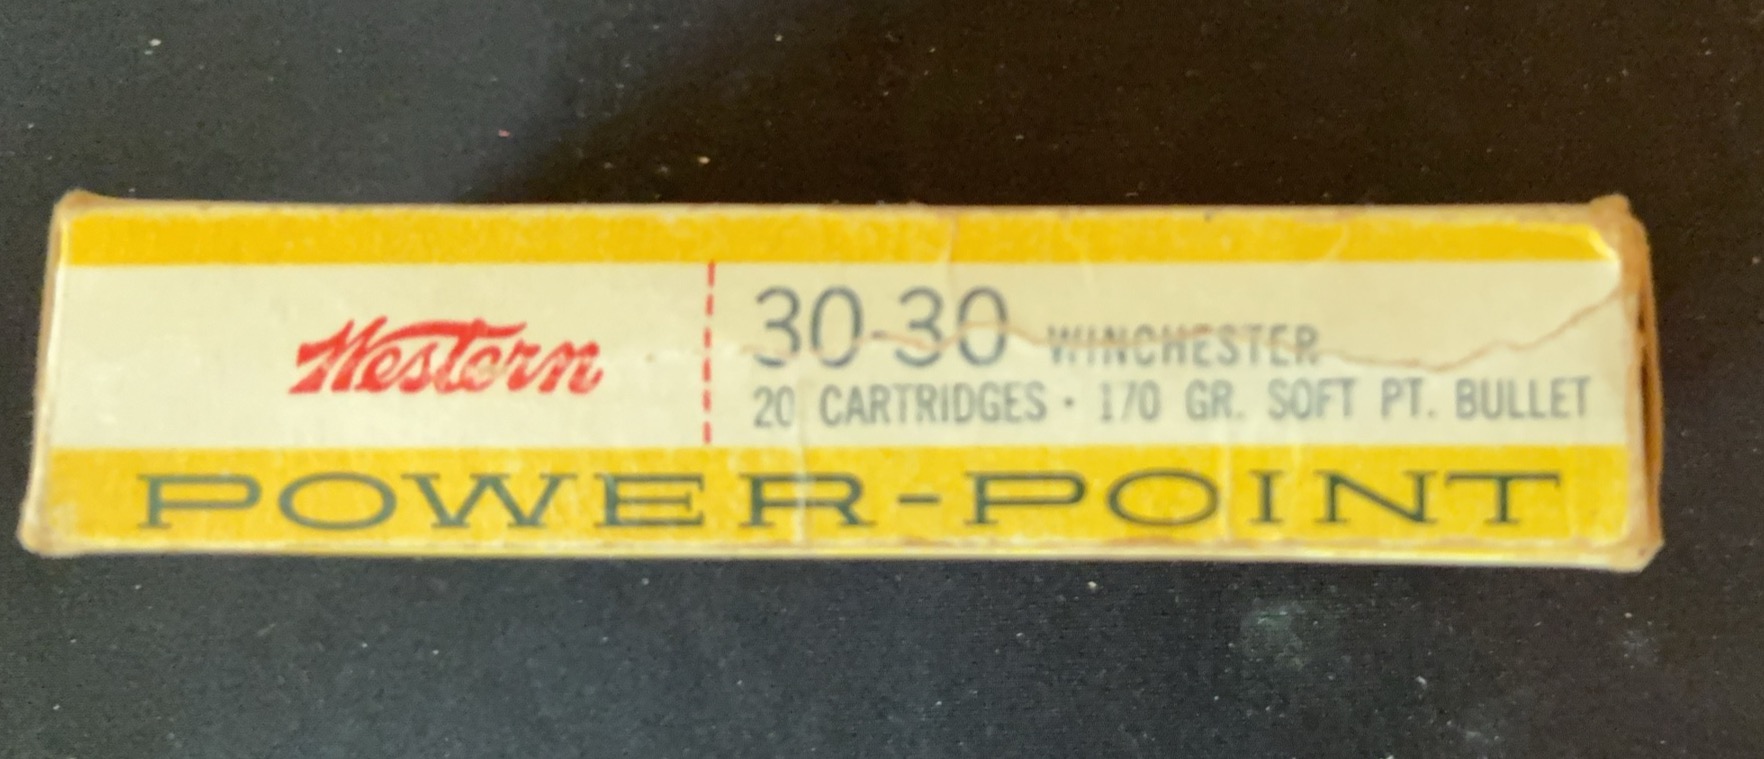 Western
30-30 WINCHESTER
20 CARTRIDGES · 170 GR. SOFT PT. BULLET
POWER-POINT